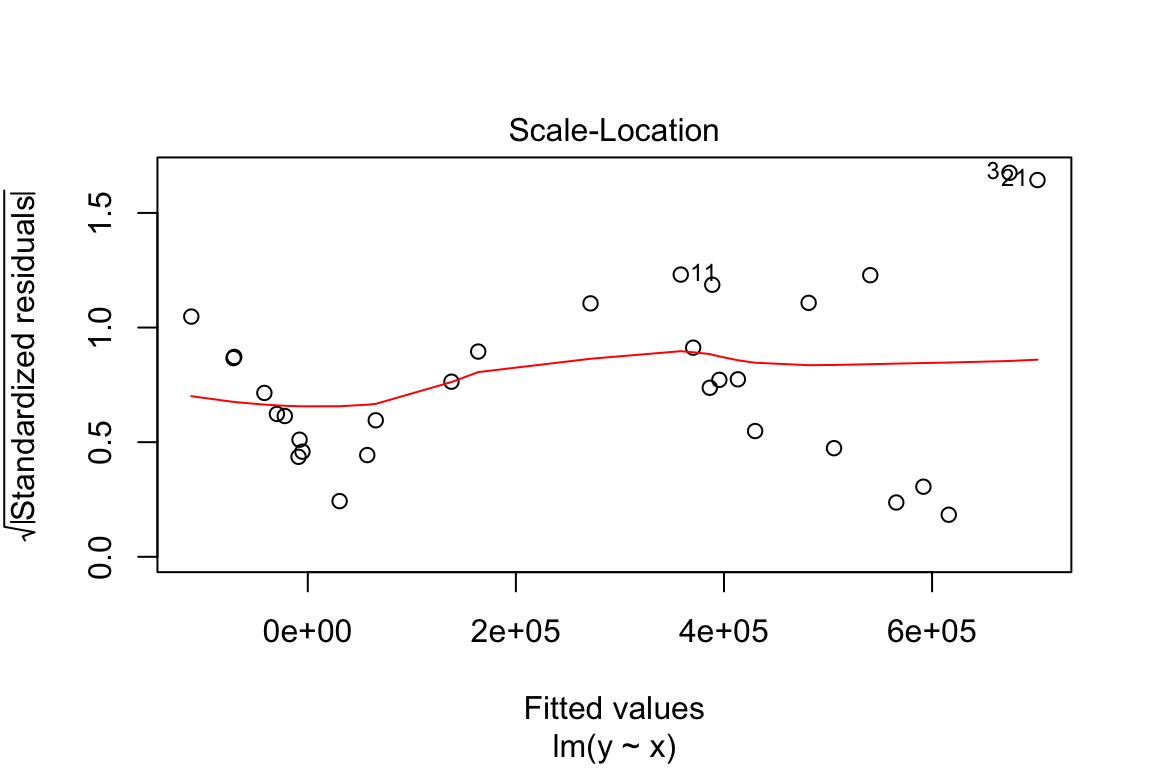 Scale-Location
√|Standardized residuals|
1.5
1.0
0.5
0.0
3
21
11
0e+00 2e+05 4e+05 6e+05
Fitted values
lm(y ~ x)